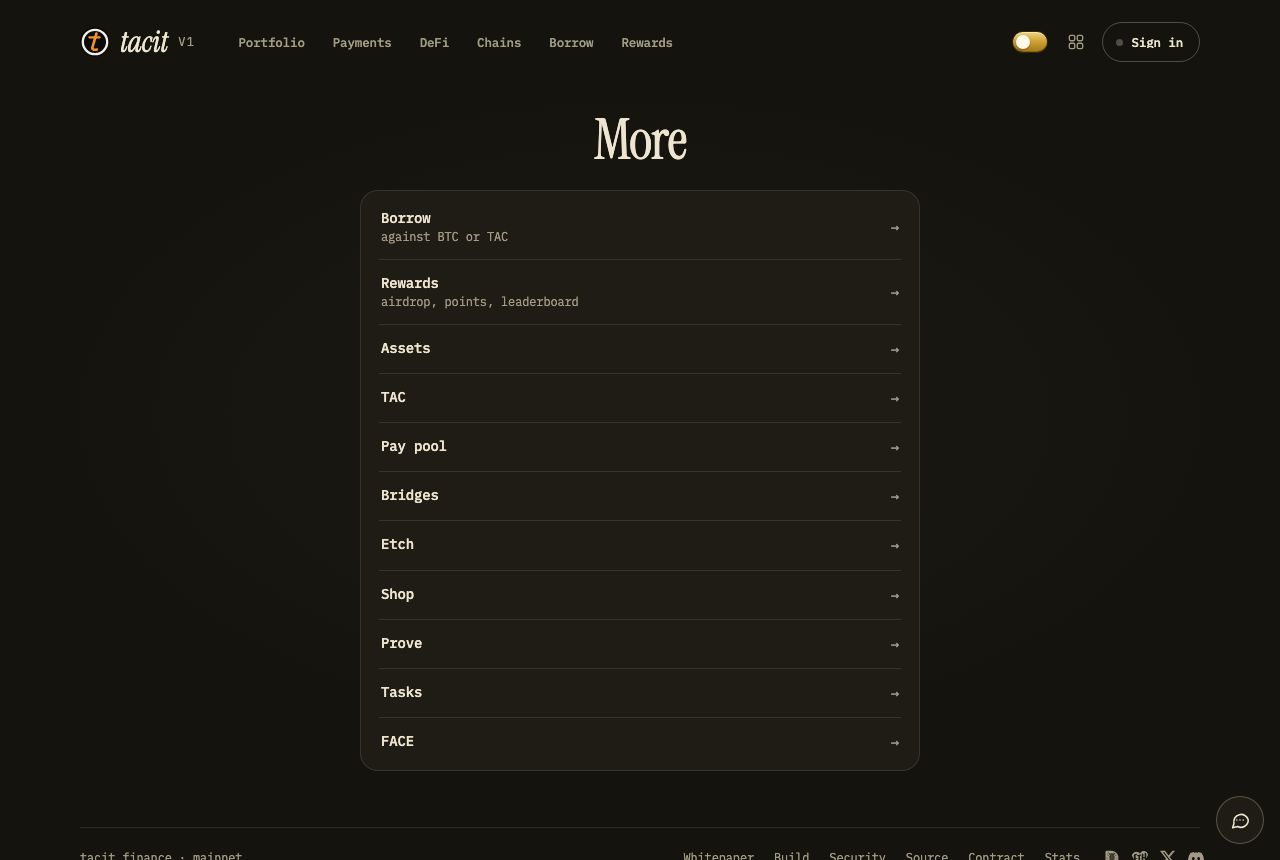 tacit V1 Portfolio Payments DeFi Chains Borrow Rewards Sign in
More
Borrow →
against BTC or TAC
Rewards →
airdrop, points, leaderboard
Assets →
TAC →
Pay pool →
Bridges →
Etch →
Shop →
Prove →
Tasks →
FACE →
tacit finance · mainnet Whitepaper Build Security Source Contract Stats